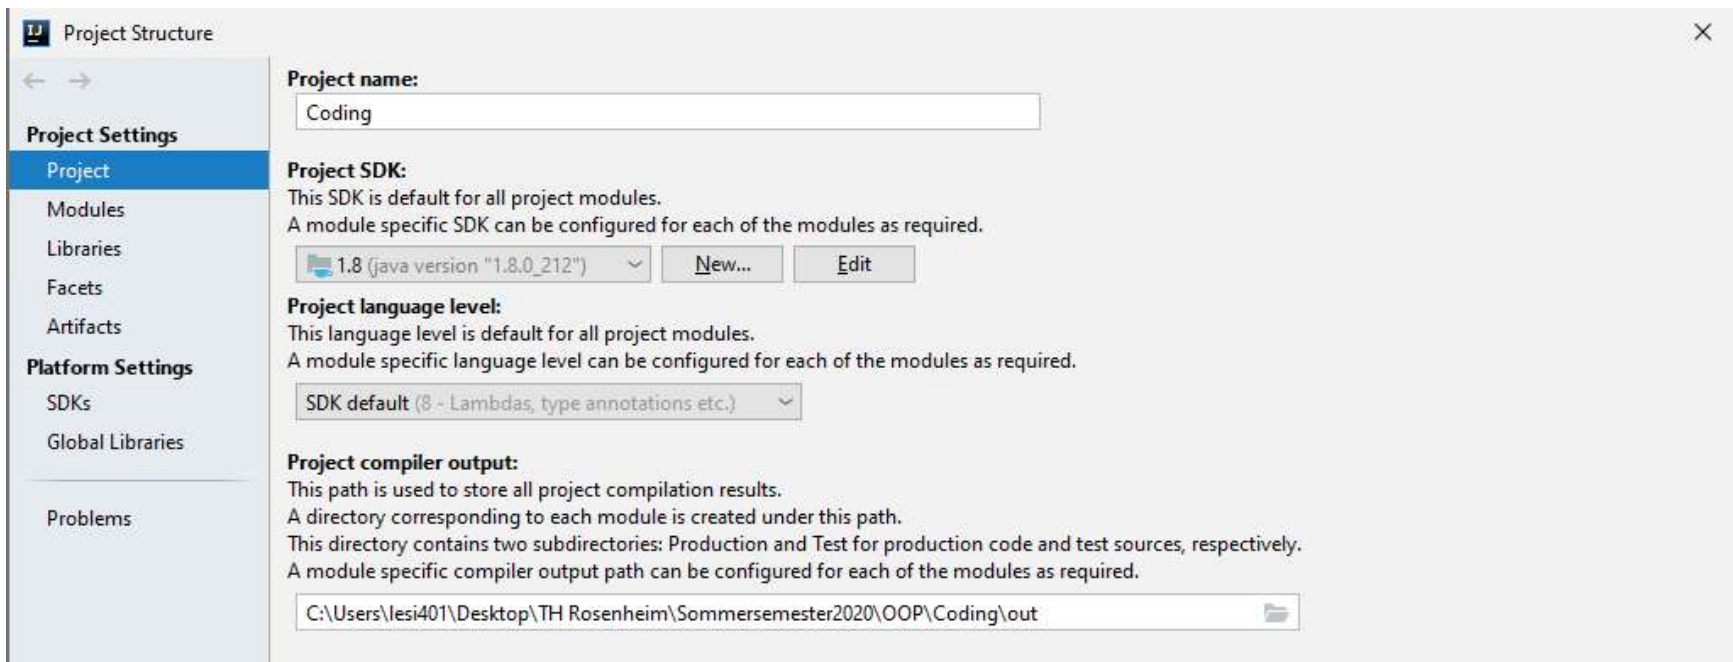 IJ Project Structure
Project Settings
Project
Modules
Libraries
Facets
Artifacts
Platform Settings
SDKs
Global Libraries
Problems
Project name:
Coding
Project SDK:
This SDK is default for all project modules.
A module specific SDK can be configured for each of the modules as required.
1.8 (java version "1.8.0_212") New... Edit
Project language level:
This language level is default for all project modules.
A module specific language level can be configured for each of the modules as required.
SDK default (8 - Lambdas, type annotations etc.)
Project compiler output:
This path is used to store all project compilation results.
A directory corresponding to each module is created under this path.
This directory contains two subdirectories: Production and Test for production code and test sources, respectively.
A module specific compiler output path can be configured for each of the modules as required.
C:\Users\lesi401\Desktop\TH Rosenheim\Sommersemester2020\OOP\Coding\out